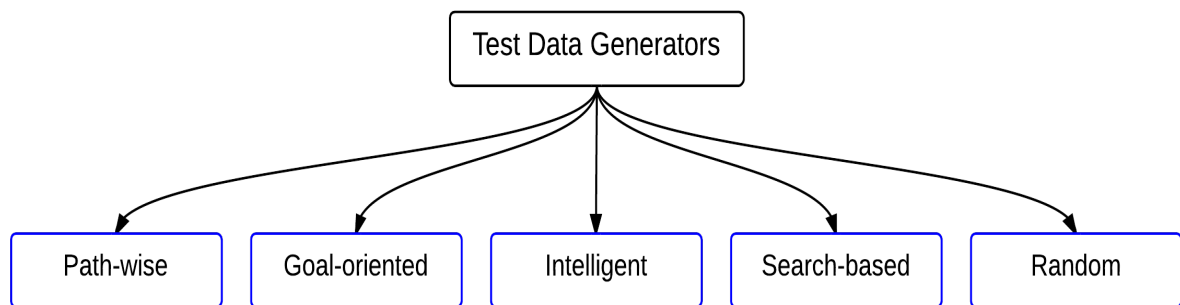 Test Data Generators
Path-wise
Goal-oriented
Intelligent
Search-based
Random